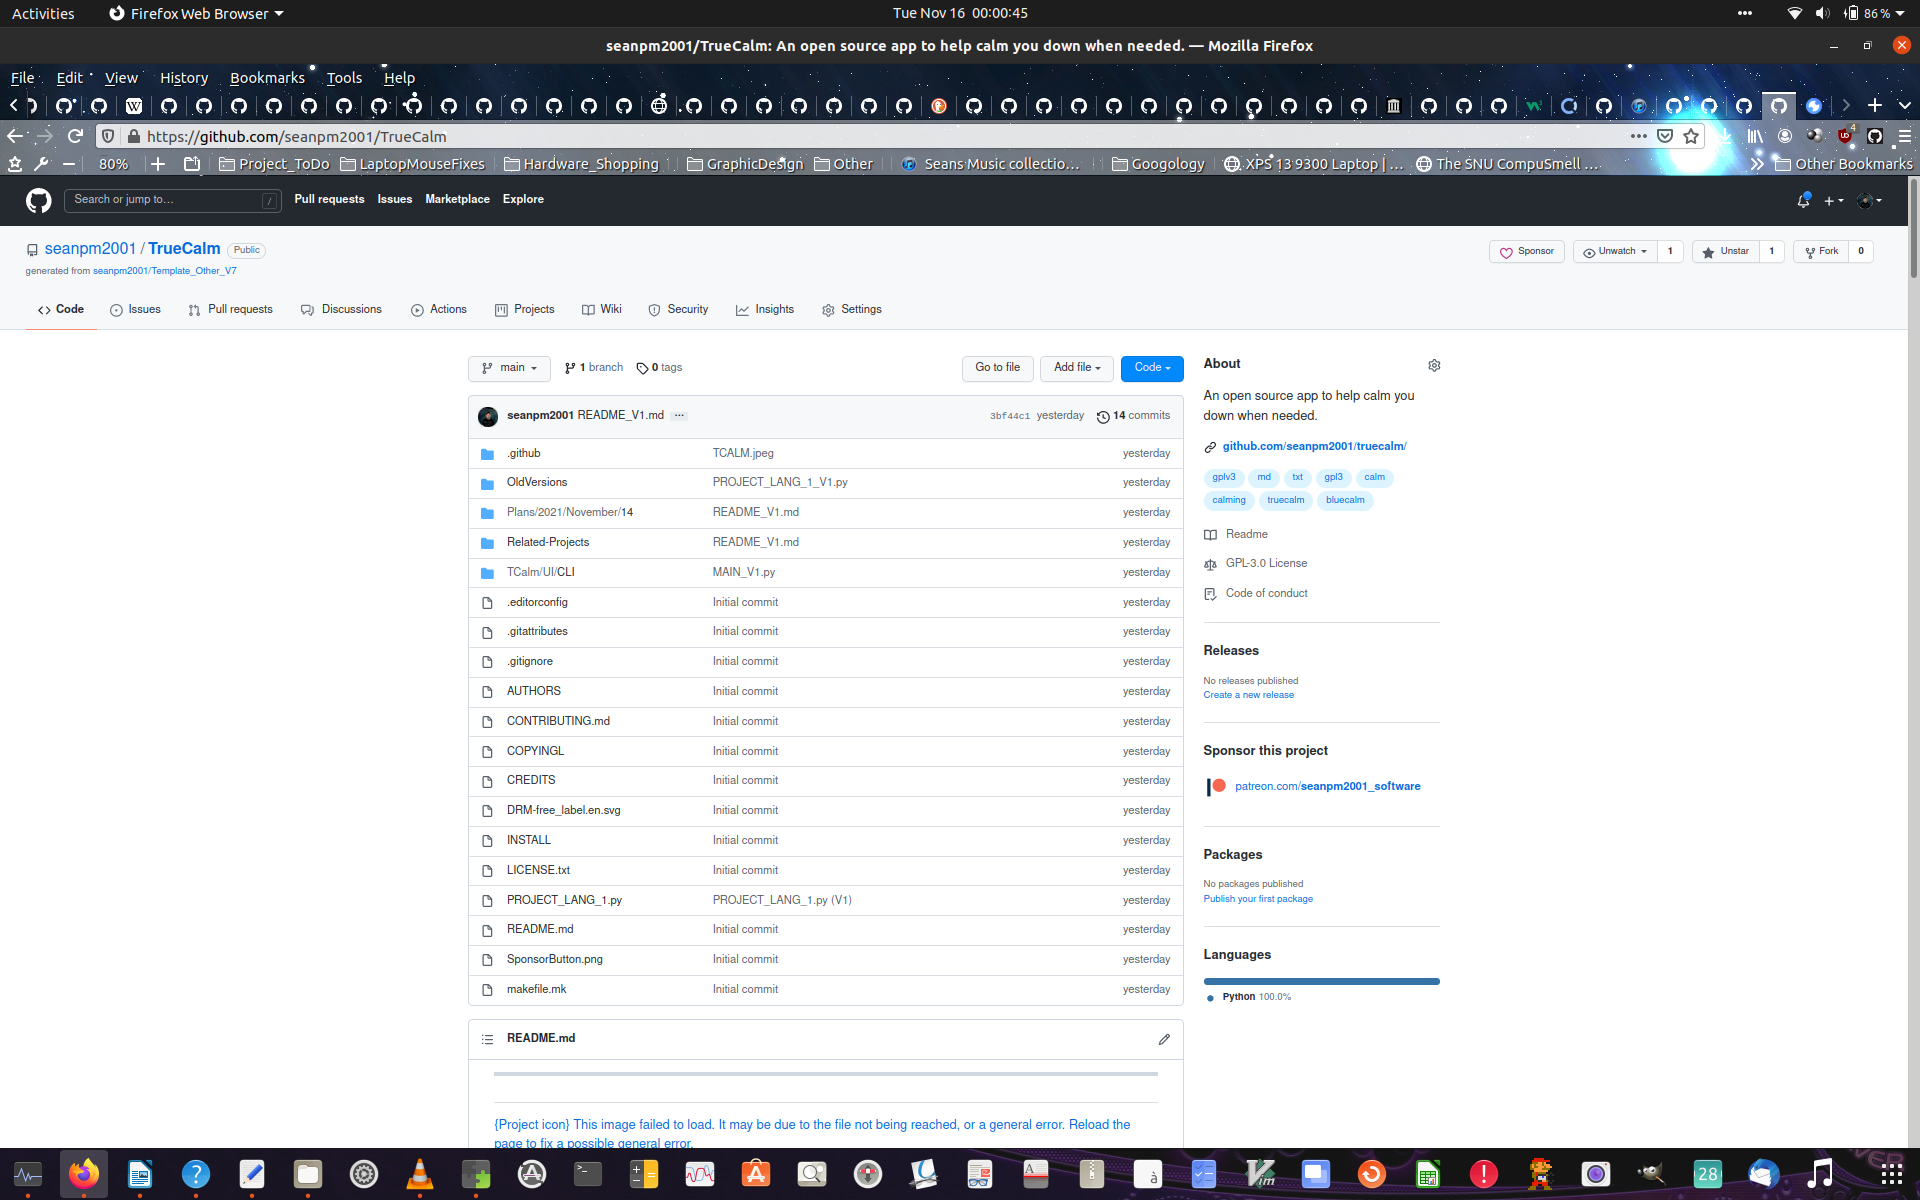 Activities
Firefox Web Browser
Tue Nov 16 00:00:45
86 %
seanpm2001/TrueCalm: An open source app to help calm you down when needed. — Mozilla Firefox
File Edit View History Bookmarks Tools Help
https://github.com/seanpm2001/TrueCalm
80% Project_ToDo LaptopMouseFixes Hardware_Shopping GraphicDesign Other Seans Music collectio… Googology XPS 13 9300 Laptop | … The SNU CompuSmell … Other Bookmarks
Search or jump to… / Pull requests Issues Marketplace Explore
seanpm2001 / TrueCalm Public
Sponsor Unwatch 1 Unstar 1 Fork 0
generated from seanpm2001/Template_Other_V7
Code Issues Pull requests Discussions Actions Projects Wiki Security Insights Settings
main 1 branch 0 tags Go to file Add file Code
seanpm2001 README_V1.md ... 3bf44c1 yesterday 14 commits
.github TCALM.jpeg yesterday
OldVersions PROJECT_LANG_1_V1.py yesterday
Plans/2021/November/14 README_V1.md yesterday
Related-Projects README_V1.md yesterday
TCalm/UI/CLI MAIN_V1.py yesterday
.editorconfig Initial commit yesterday
.gitattributes Initial commit yesterday
.gitignore Initial commit yesterday
AUTHORS Initial commit yesterday
CONTRIBUTING.md Initial commit yesterday
COPYINGL Initial commit yesterday
CREDITS Initial commit yesterday
DRM-free_label.en.svg Initial commit yesterday
INSTALL Initial commit yesterday
LICENSE.txt Initial commit yesterday
PROJECT_LANG_1.py PROJECT_LANG_1.py (V1) yesterday
README.md Initial commit yesterday
SponsorButton.png Initial commit yesterday
makefile.mk Initial commit yesterday
README.md
{Project icon} This image failed to load. It may be due to the file not being reached, or a general error. Reload the
page to fix a possible general error.
About
An open source app to help calm you
down when needed.
github.com/seanpm2001/truecalm/
gplv3 md txt gpl3 calm
calming truecalm bluecalm
Readme
GPL-3.0 License
Code of conduct
Releases
No releases published
Create a new release
Sponsor this project
patreon.com/seanpm2001_software
Packages
No packages published
Publish your first package
Languages
Python 100.0%
28